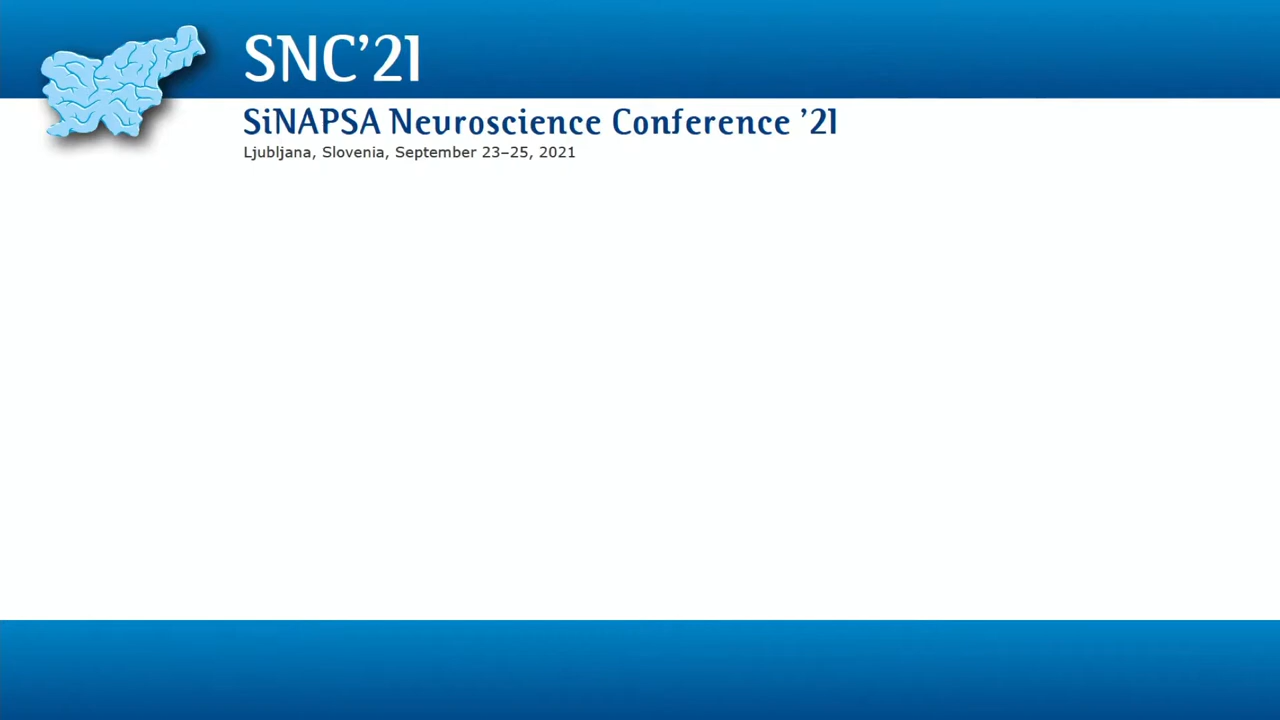 SNC’21
SiNAPSA Neuroscience Conference ’21
Ljubljana, Slovenia, September 23–25, 2021